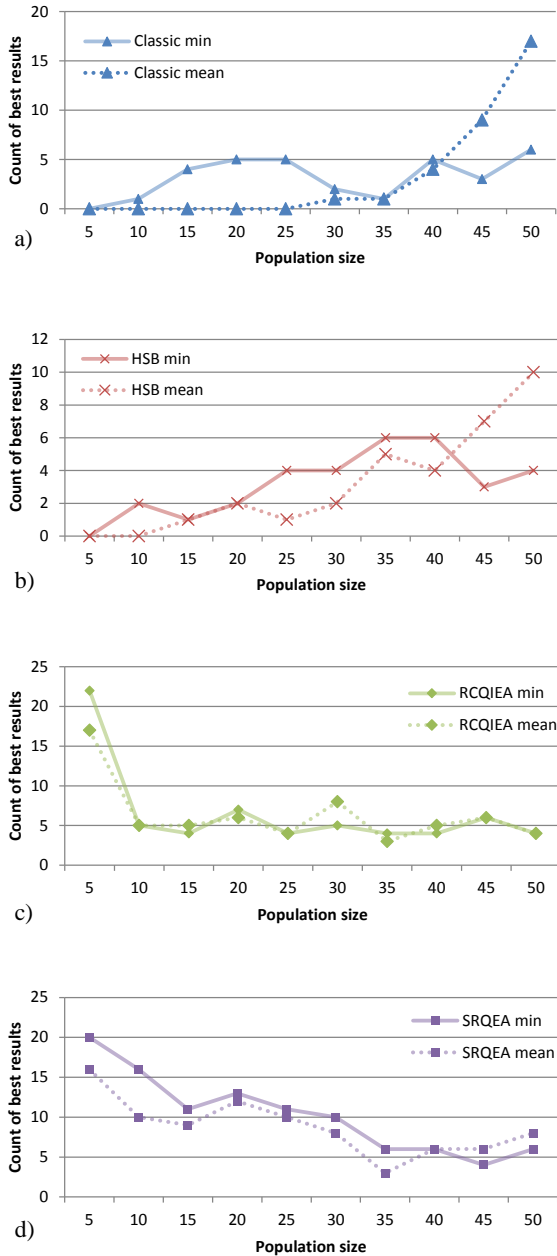 20
15
10
5
0
Count of best results
Classic min
Classic mean
5 10 15 20 25 30 35 40 45 50
Population size
a)
12
10
8
6
4
2
0
Count of best results
HSB min
HSB mean
5 10 15 20 25 30 35 40 45 50
Population size
b)
25
20
15
10
5
0
Count of best results
RCQIEA min
RCQIEA mean
5 10 15 20 25 30 35 40 45 50
Population size
c)
25
20
15
10
5
0
Count of best results
SRQEA min
SRQEA mean
5 10 15 20 25 30 35 40 45 50
Population size
d)